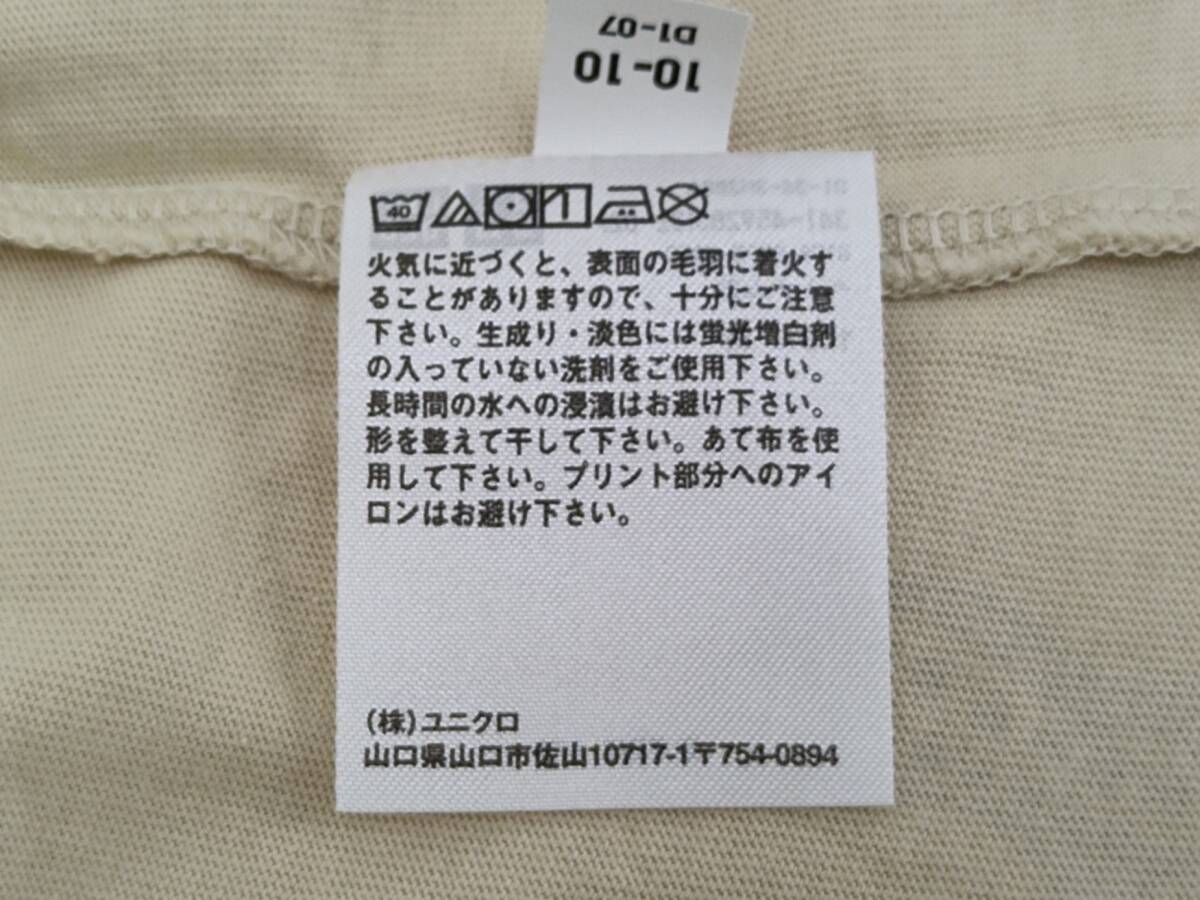 10-10
D1-07
40
火気に近づくと、表面の毛羽に着火す
ることがありますので、十分にご注意
下さい。生成り・淡色には蛍光増白剤
の入っていない洗剤をご使用下さい。
長時間の水への浸漬はお避け下さい。
形を整えて干して下さい。あて布を使
用して下さい。プリント部分へのアイ
ロンはお避け下さい。
(株)ユニクロ
山口県山口市佐山10717-1〒754-0894